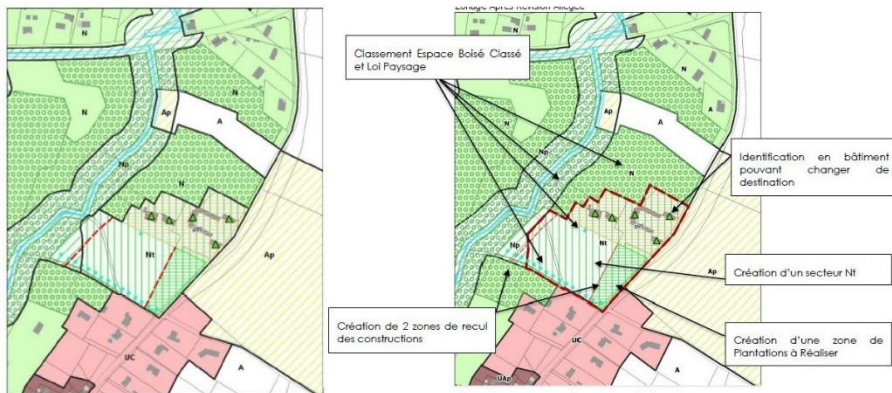 N
N
Ap
A
Np
N
Nt
Ap
UC
A
Zonage Après Révision Allégée
Classement Espace Boisé Classé
et Loi Paysage
N
N
A
Ap
A
Np
N
Identification en bâtiment
pouvant changer de
destination
Np
Nt
Ap
Création d'un secteur Nt
Création de 2 zones de recul
des constructions
Création d'une zone de
Plantations à Réaliser
UC
A
UAp